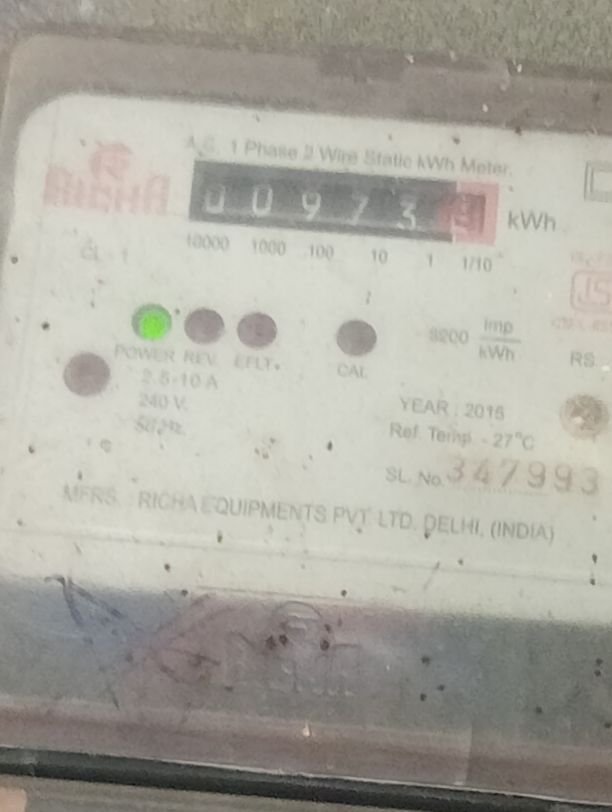 A.C. 1 Phase 2 Wire Static kWh Meter.
RICHA
0 0 9 7 3 kWh
10000 1000 100 10 1 1/10
CL - 1
POWER REV. EFLT. CAL
3200 imp/kWh
RS
2.5-10 A
240 V.
50 Hz.
YEAR : 2015
Ref. Temp - 27°C
SL. No. 347993
MFRS. : RICHA EQUIPMENTS PVT. LTD. DELHI, (INDIA)